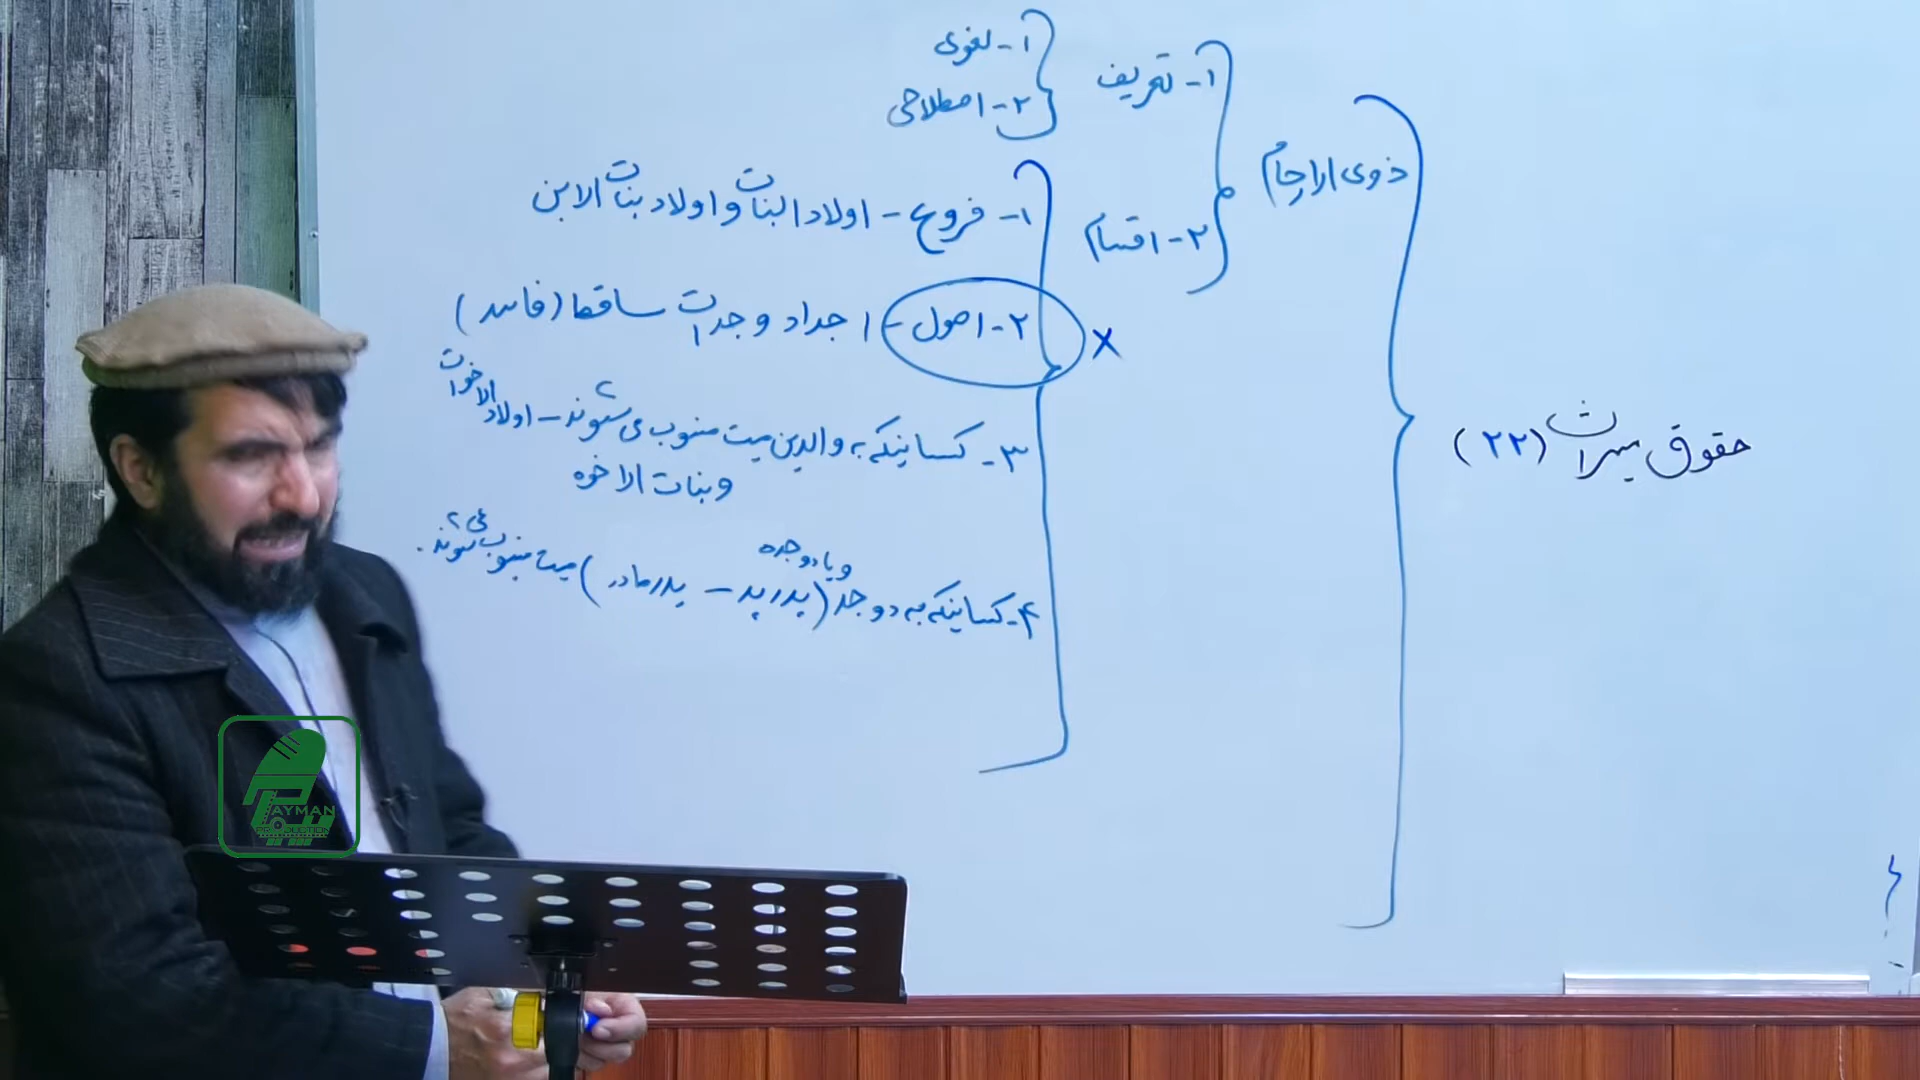 حقوق میراث (۲۲)
ذوی الارحام
۱- تعریف
۱- لغوی
۲- اصطلاحی
۲- اقسام
۱- فروع - اولاد البنات و اولاد بنات الابن
۲- اصول - اجداد و جدات ساقط (فاسد)
x
۳- کسانیکه به والدین میت منسوب می شوند - اولاد الاخوات
و بنات الاخوه
۴- کسانیکه به دو جد (پدر پدر - پدر مادر) و یا دو جده میت منسوب می شوند.
PAYMAN
PRODUCTION